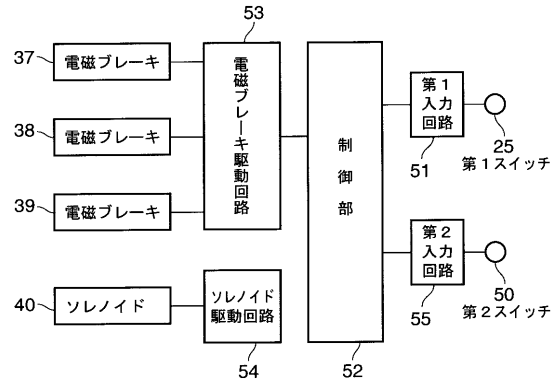 53
37
電磁ブレーキ
38
電磁ブレーキ
39
電磁ブレーキ
40
ソレノイド
電磁ブレーキ駆動回路
ソレノイド
駆動回路
54
制御部
52
第1
入力
回路
51
25
第1スイッチ
第2
入力
回路
55
50
第2スイッチ